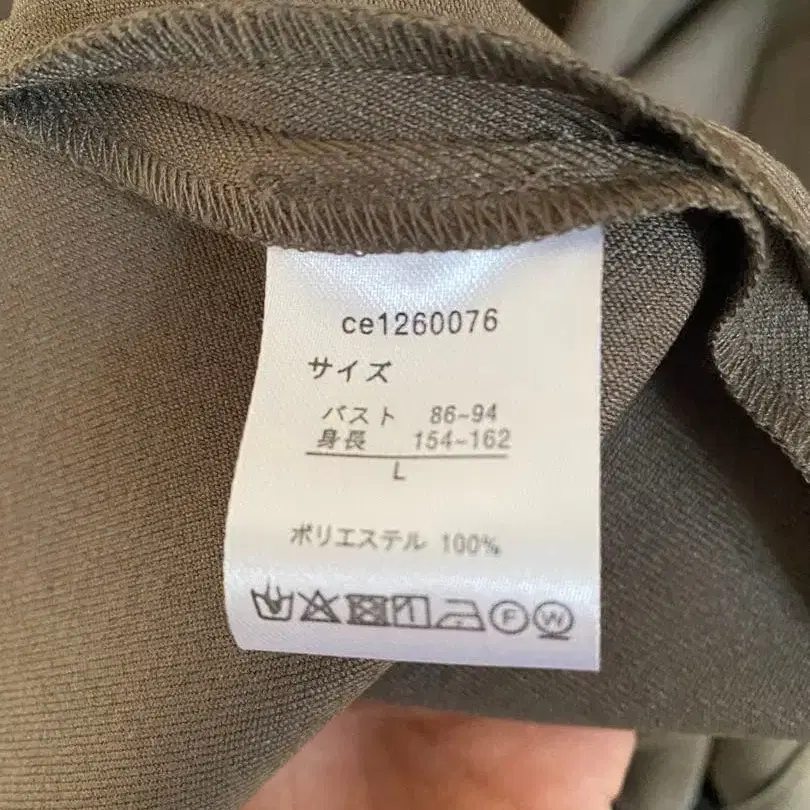 ce1260076
サイズ
バスト 86-94
身長 154-162
L
ポリエステル 100%
F W